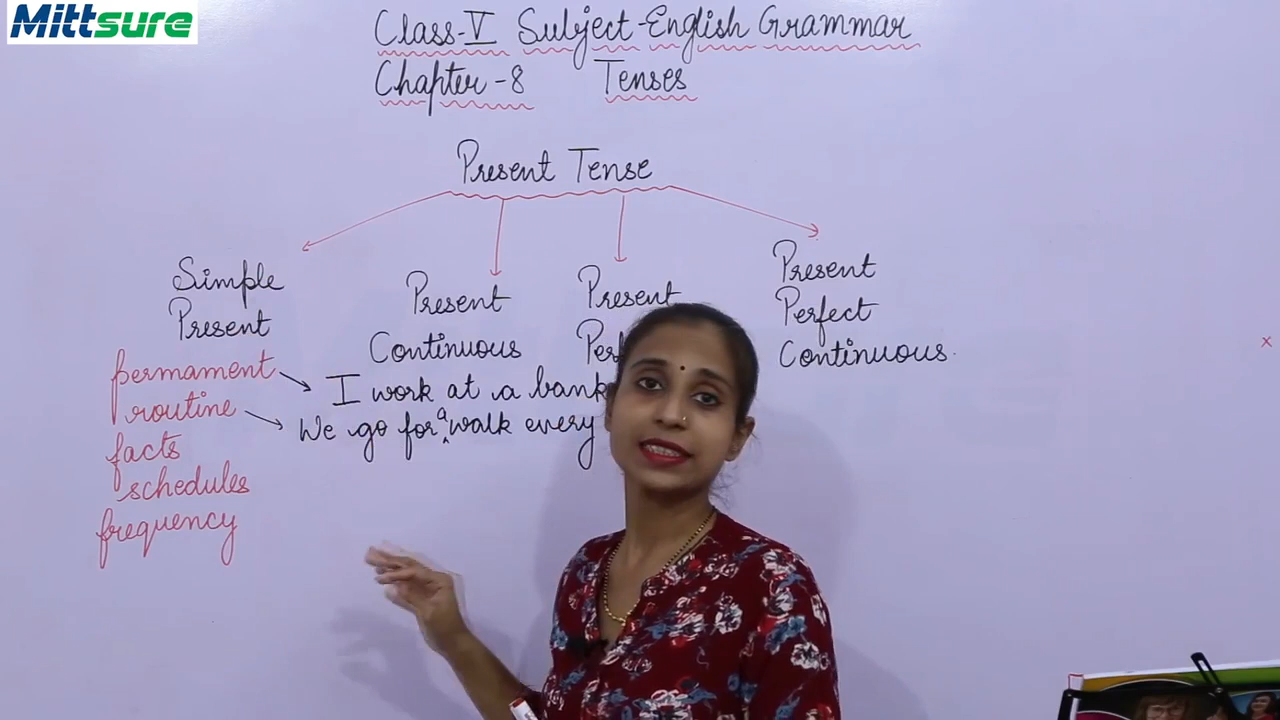 Mittsure
Class-V Subject-English Grammar
Chapter-8 Tenses
Present Tense
Simple
Present
Present
Continuous
Present
Present
Perfect
Continuous.
permament
routine
facts
schedules
frequency
I work at a bank
We go for a walk every
x